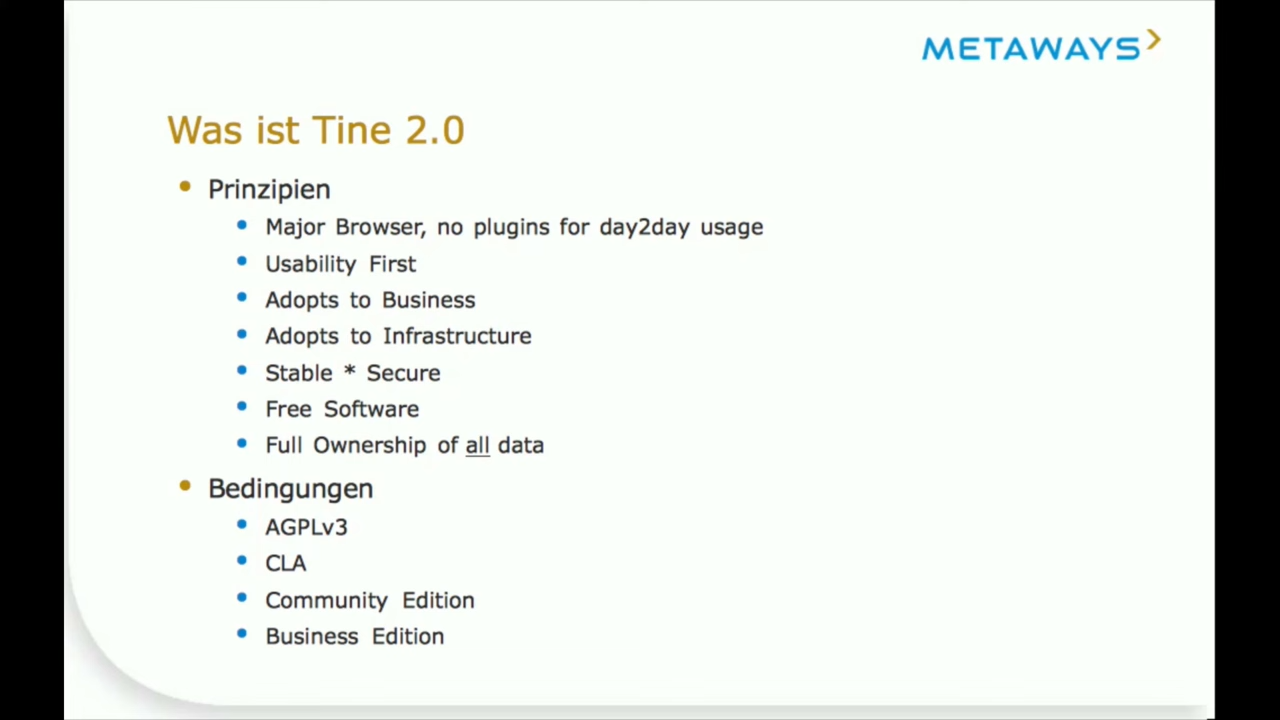 METAWAYS
Was ist Tine 2.0
Prinzipien
Major Browser, no plugins for day2day usage
Usability First
Adopts to Business
Adopts to Infrastructure
Stable * Secure
Free Software
Full Ownership of all data
Bedingungen
AGPLv3
CLA
Community Edition
Business Edition